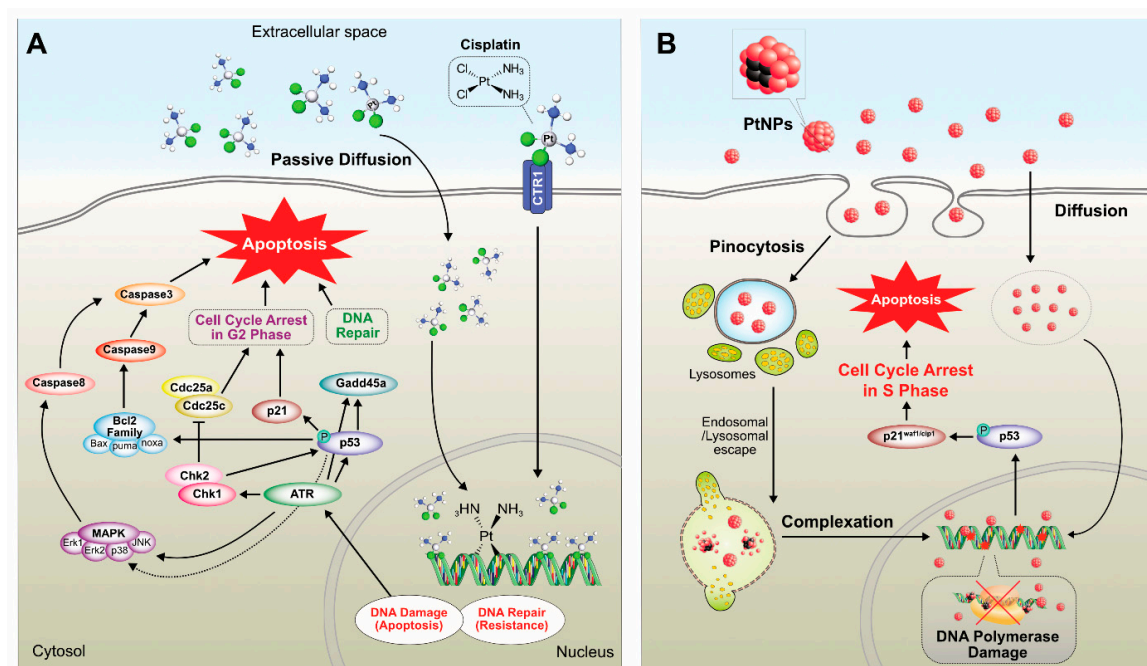 A
Extracellular space
Cisplatin
Cl
NH3
Pt
Cl
NH3
Pt
Pt
Passive Diffusion
CTR1
Apoptosis
Caspase3
Cell Cycle Arrest
in G2 Phase
DNA
Repair
Caspase9
Caspase8
Cdc25a
Cdc25c
p21
Gadd45a
Bcl2
Family
Bax
puma
noxa
P
p53
Chk2
Chk1
ATR
MAPK
Erk1
Erk2
p38
JNK
3HN
NH3
Pt
DNA Damage
(Apoptosis)
DNA Repair
(Resistance)
Cytosol
Nucleus
B
PtNPs
Diffusion
Pinocytosis
Apoptosis
Lysosomes
Cell Cycle Arrest
in S Phase
Endosomal
/Lysosomal
escape
p21waf1/cip1
P
p53
Complexation
DNA Polymerase
Damage